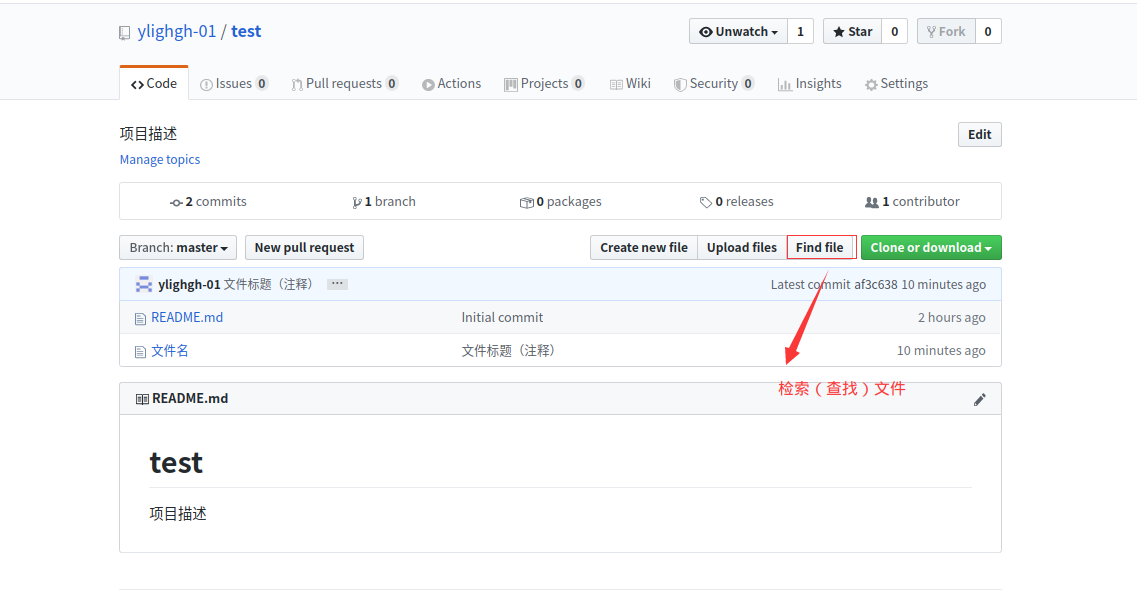 ylighgh-01 / test
Unwatch 1 Star 0 Fork 0
Code Issues 0 Pull requests 0 Actions Projects 0 Wiki Security 0 Insights Settings
项目描述
Edit
Manage topics
2 commits 1 branch 0 packages 0 releases 1 contributor
Branch: master New pull request Create new file Upload files Find file Clone or download
ylighgh-01 文件标题（注释） ... Latest commit af3c638 10 minutes ago
README.md Initial commit 2 hours ago
文件名 文件标题（注释） 10 minutes ago
检索（查找）文件
README.md
test
项目描述